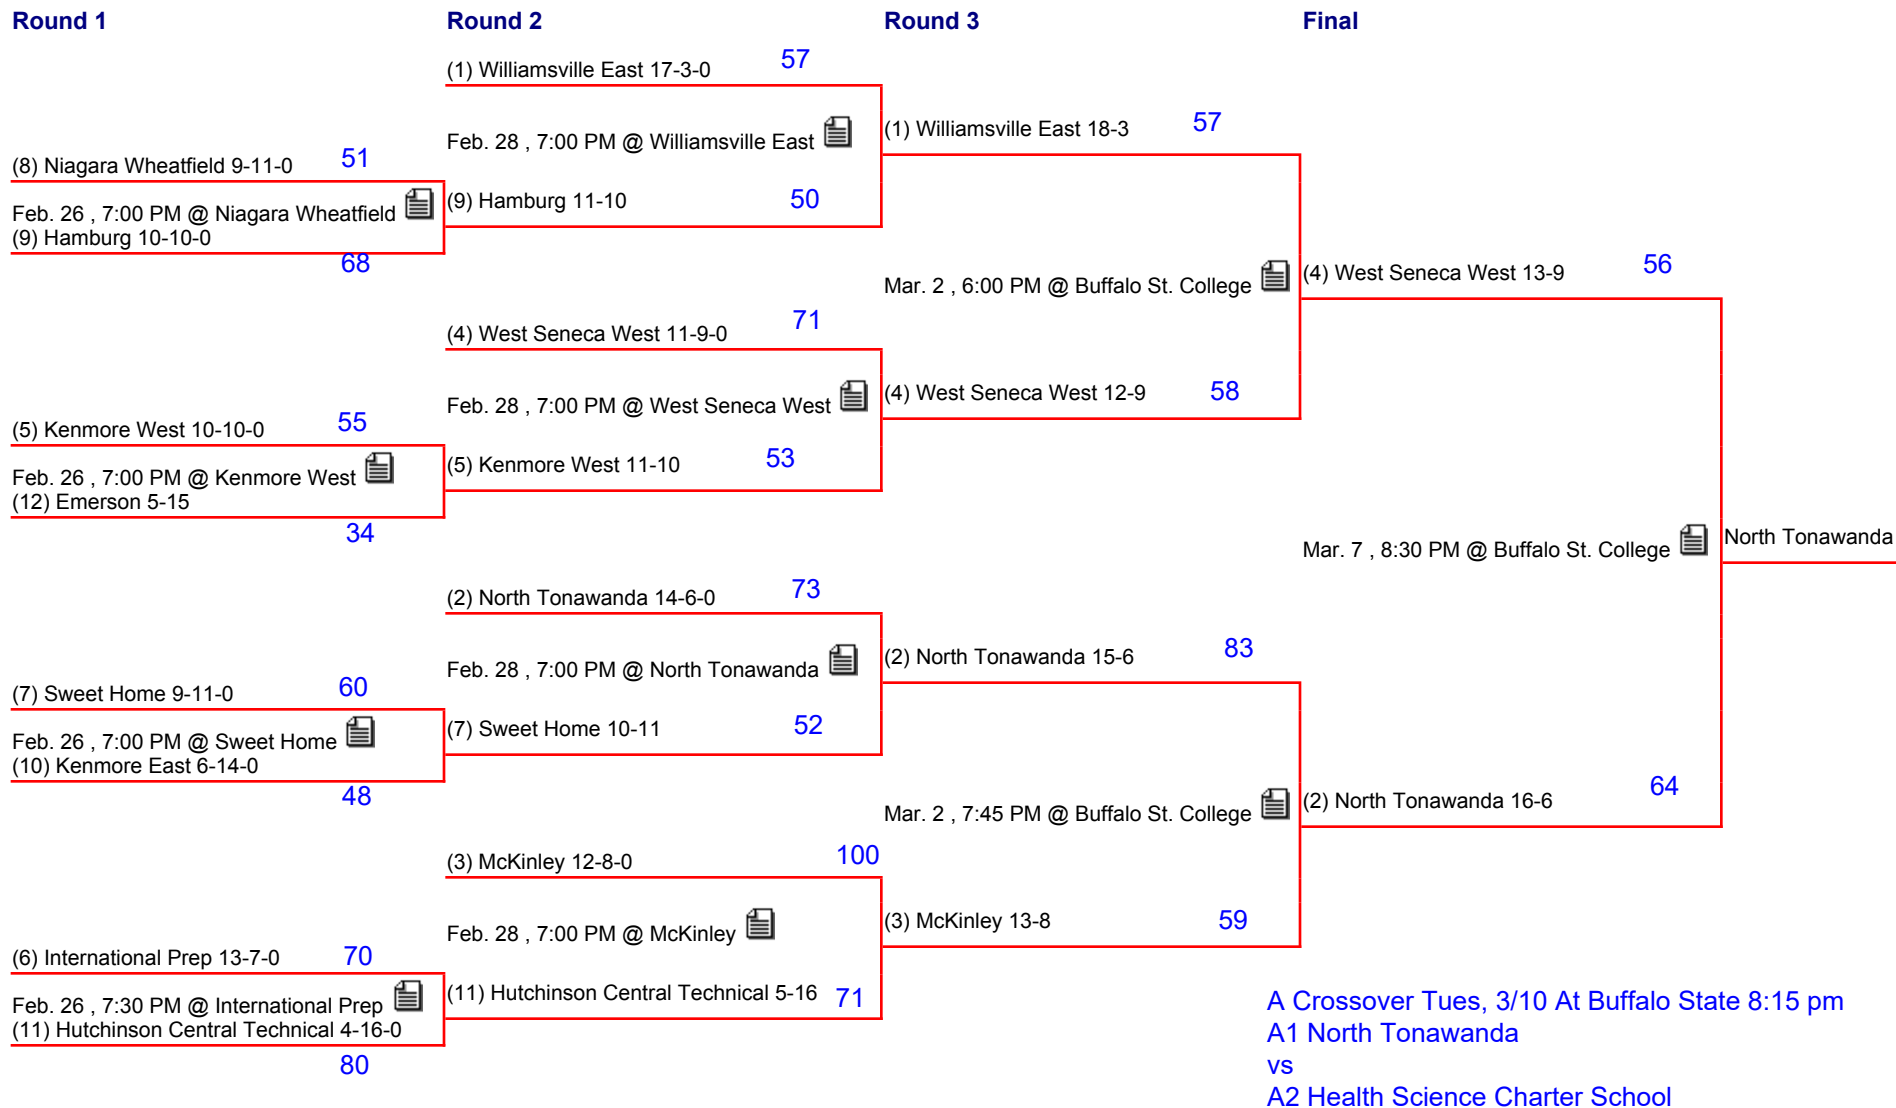 Round 1
Round 2
Round 3
Final
(8) Niagara Wheatfield 9-11-0
51
Feb. 26 , 7:00 PM @ Niagara Wheatfield
(9) Hamburg 10-10-0
68
(5) Kenmore West 10-10-0
55
Feb. 26 , 7:00 PM @ Kenmore West
(12) Emerson 5-15
34
(7) Sweet Home 9-11-0
60
Feb. 26 , 7:00 PM @ Sweet Home
(10) Kenmore East 6-14-0
48
(6) International Prep 13-7-0
70
Feb. 26 , 7:30 PM @ International Prep
(11) Hutchinson Central Technical 4-16-0
80
(1) Williamsville East 17-3-0
57
Feb. 28 , 7:00 PM @ Williamsville East
(9) Hamburg 11-10
50
(4) West Seneca West 11-9-0
71
Feb. 28 , 7:00 PM @ West Seneca West
(5) Kenmore West 11-10
53
(2) North Tonawanda 14-6-0
73
Feb. 28 , 7:00 PM @ North Tonawanda
(7) Sweet Home 10-11
52
(3) McKinley 12-8-0
100
Feb. 28 , 7:00 PM @ McKinley
(11) Hutchinson Central Technical 5-16
71
(1) Williamsville East 18-3
57
Mar. 2 , 6:00 PM @ Buffalo St. College
(4) West Seneca West 12-9
58
(2) North Tonawanda 15-6
83
Mar. 2 , 7:45 PM @ Buffalo St. College
(3) McKinley 13-8
59
(4) West Seneca West 13-9
56
Mar. 7 , 8:30 PM @ Buffalo St. College
(2) North Tonawanda 16-6
64
North Tonawanda
A Crossover Tues, 3/10 At Buffalo State 8:15 pm
A1 North Tonawanda
vs
A2 Health Science Charter School